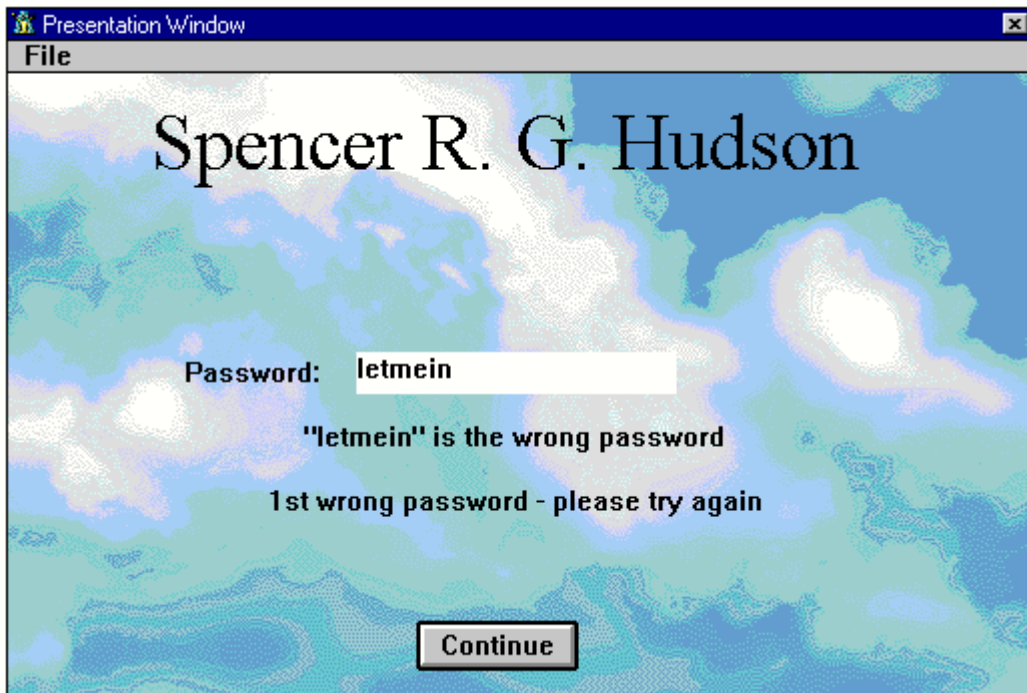 Presentation Window
File
Spencer R. G. Hudson
Password: letmein
"letmein" is the wrong password
1st wrong password - please try again
Continue